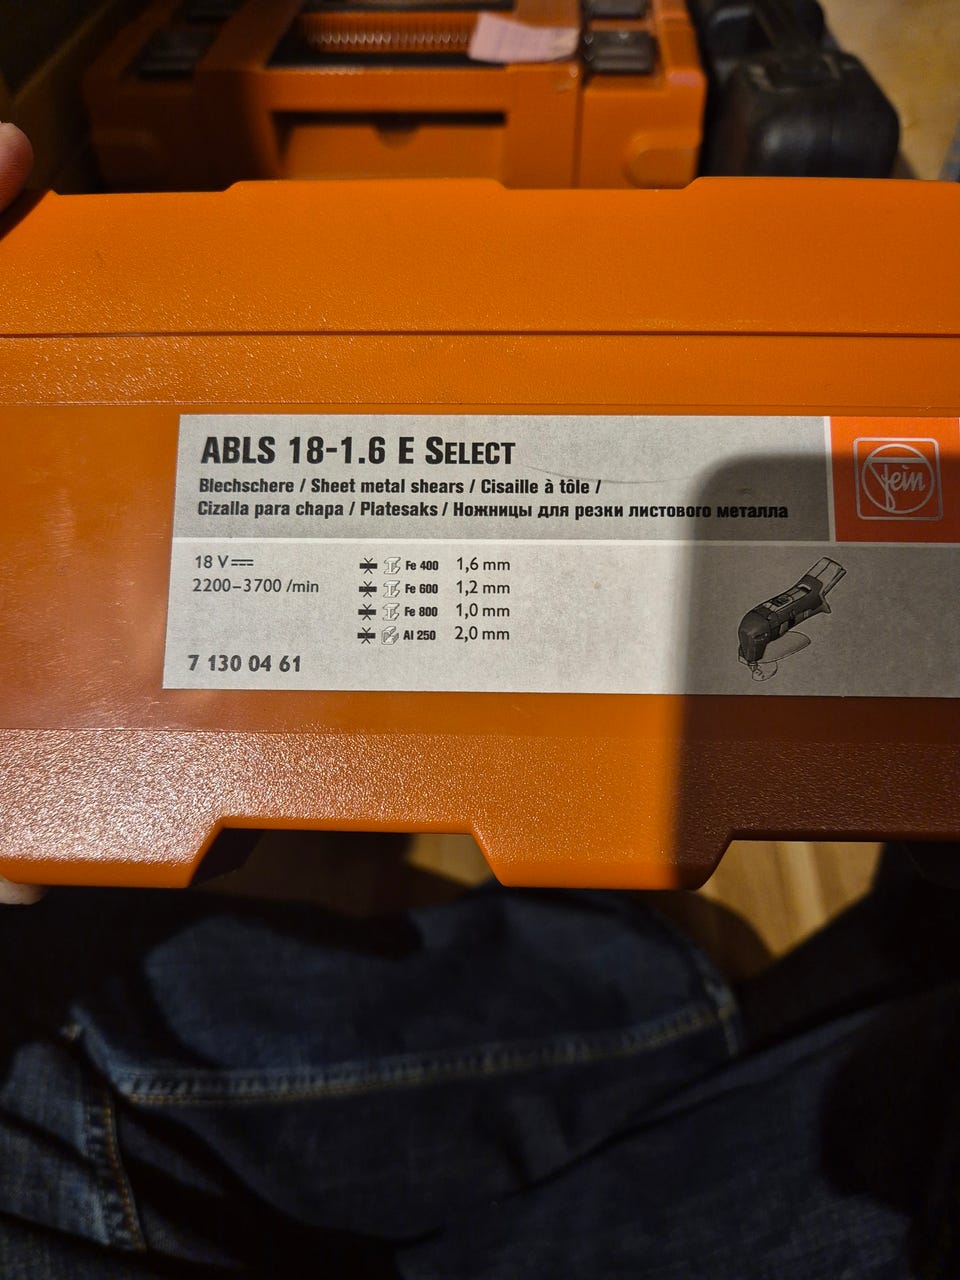 ABLS 18-1.6 E SELECT
Blechschere / Sheet metal shears / Cisaille à tôle /
Cizalla para chapa / Platesaks / Ножницы для резки листового металла
Fein
18 V
2200–3700 /min
Fe 400 1,6 mm
Fe 600 1,2 mm
Fe 800 1,0 mm
Al 250 2,0 mm
7 130 04 61